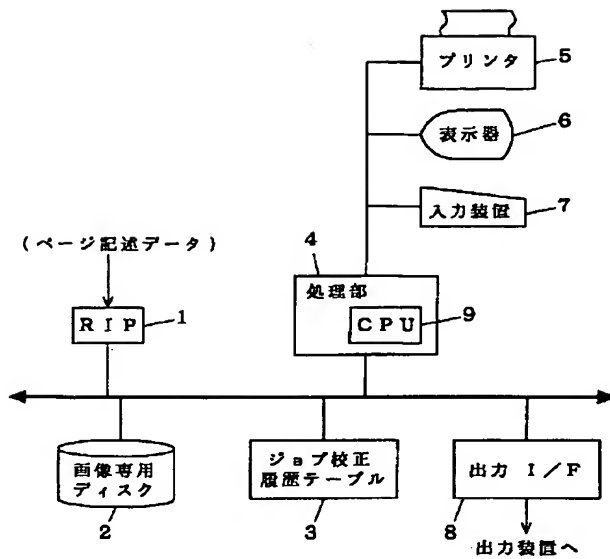 プリンタ
5
表示器
6
入力装置
7
(ページ記述データ)
4
処理部
CPU
9
RIP
1
画像専用
ディスク
2
ジョブ校正
履歴テーブル
3
出力 I/F
8
出力装置へ